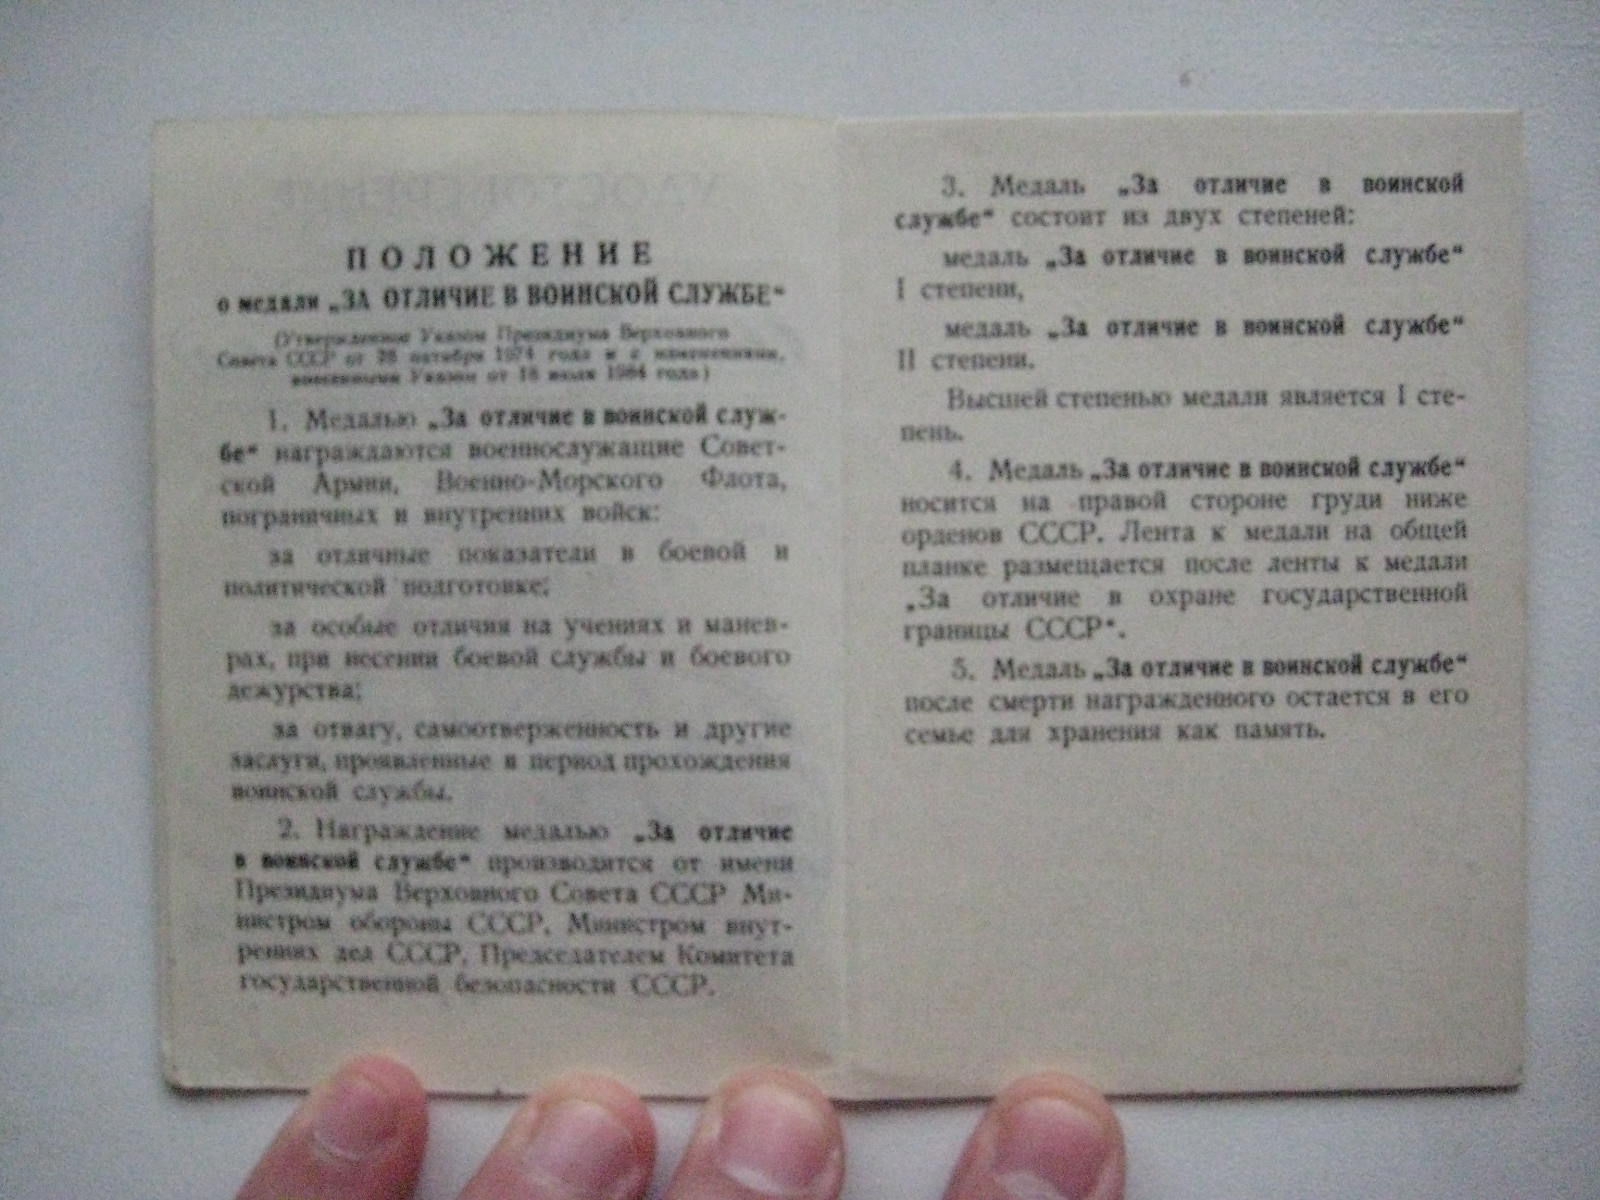 ПОЛОЖЕНИЕ
о медали „ЗА ОТЛИЧИЕ В ВОИНСКОЙ СЛУЖБЕ“
(Утвержденное Указом Президиума Верховного
Совета СССР от 28 октября 1974 года и с изменениями,
внесенными Указом от 18 июля 1984 года)
1. Медалью „За отличие в воинской служ-
бе“ награждаются военнослужащие Совет-
ской Армии, Военно-Морского Флота,
пограничных и внутренних войск:
за отличные показатели в боевой и
политической подготовке;
за особые отличия на учениях и манев-
рах, при несении боевой службы и боевого
дежурства;
за отвагу, самоотверженность и другие
заслуги, проявленные в период прохождения
воинской службы.
2. Награждение медалью „За отличие
в воинской службе“ производится от имени
Президиума Верховного Совета СССР Ми-
нистром обороны СССР, Министром внут-
ренних дел СССР, Председателем Комитета
государственной безопасности СССР.
3. Медаль „За отличие в воинской
службе“ состоит из двух степеней:
медаль „За отличие в воинской службе“
I степени,
медаль „За отличие в воинской службе“
II степени.
Высшей степенью медали является I сте-
пень.
4. Медаль „За отличие в воинской службе“
носится на правой стороне груди ниже
орденов СССР. Лента к медали на общей
планке размещается после ленты к медали
„За отличие в охране государственной
границы СССР“.
5. Медаль „За отличие в воинской службе“
после смерти награжденного остается в его
семье для хранения как память.